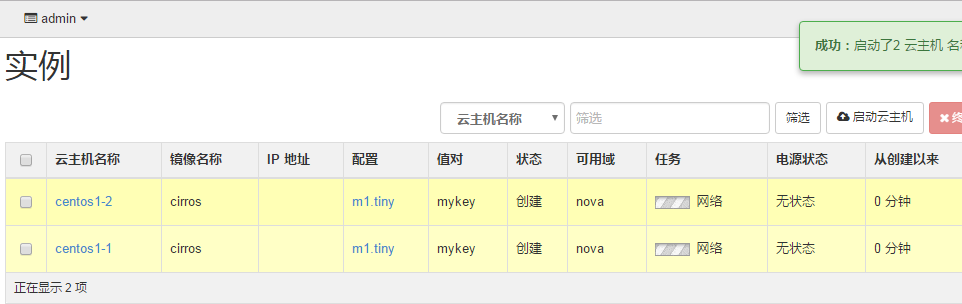 admin
成功：启动了2 云主机 名
实例
云主机名称 筛选 筛选 启动云主机 终
云主机名称 镜像名称 IP 地址 配置 值对 状态 可用域 任务 电源状态 从创建以来
centos1-2 cirros m1.tiny mykey 创建 nova 网络 无状态 0 分钟
centos1-1 cirros m1.tiny mykey 创建 nova 网络 无状态 0 分钟
正在显示 2 项